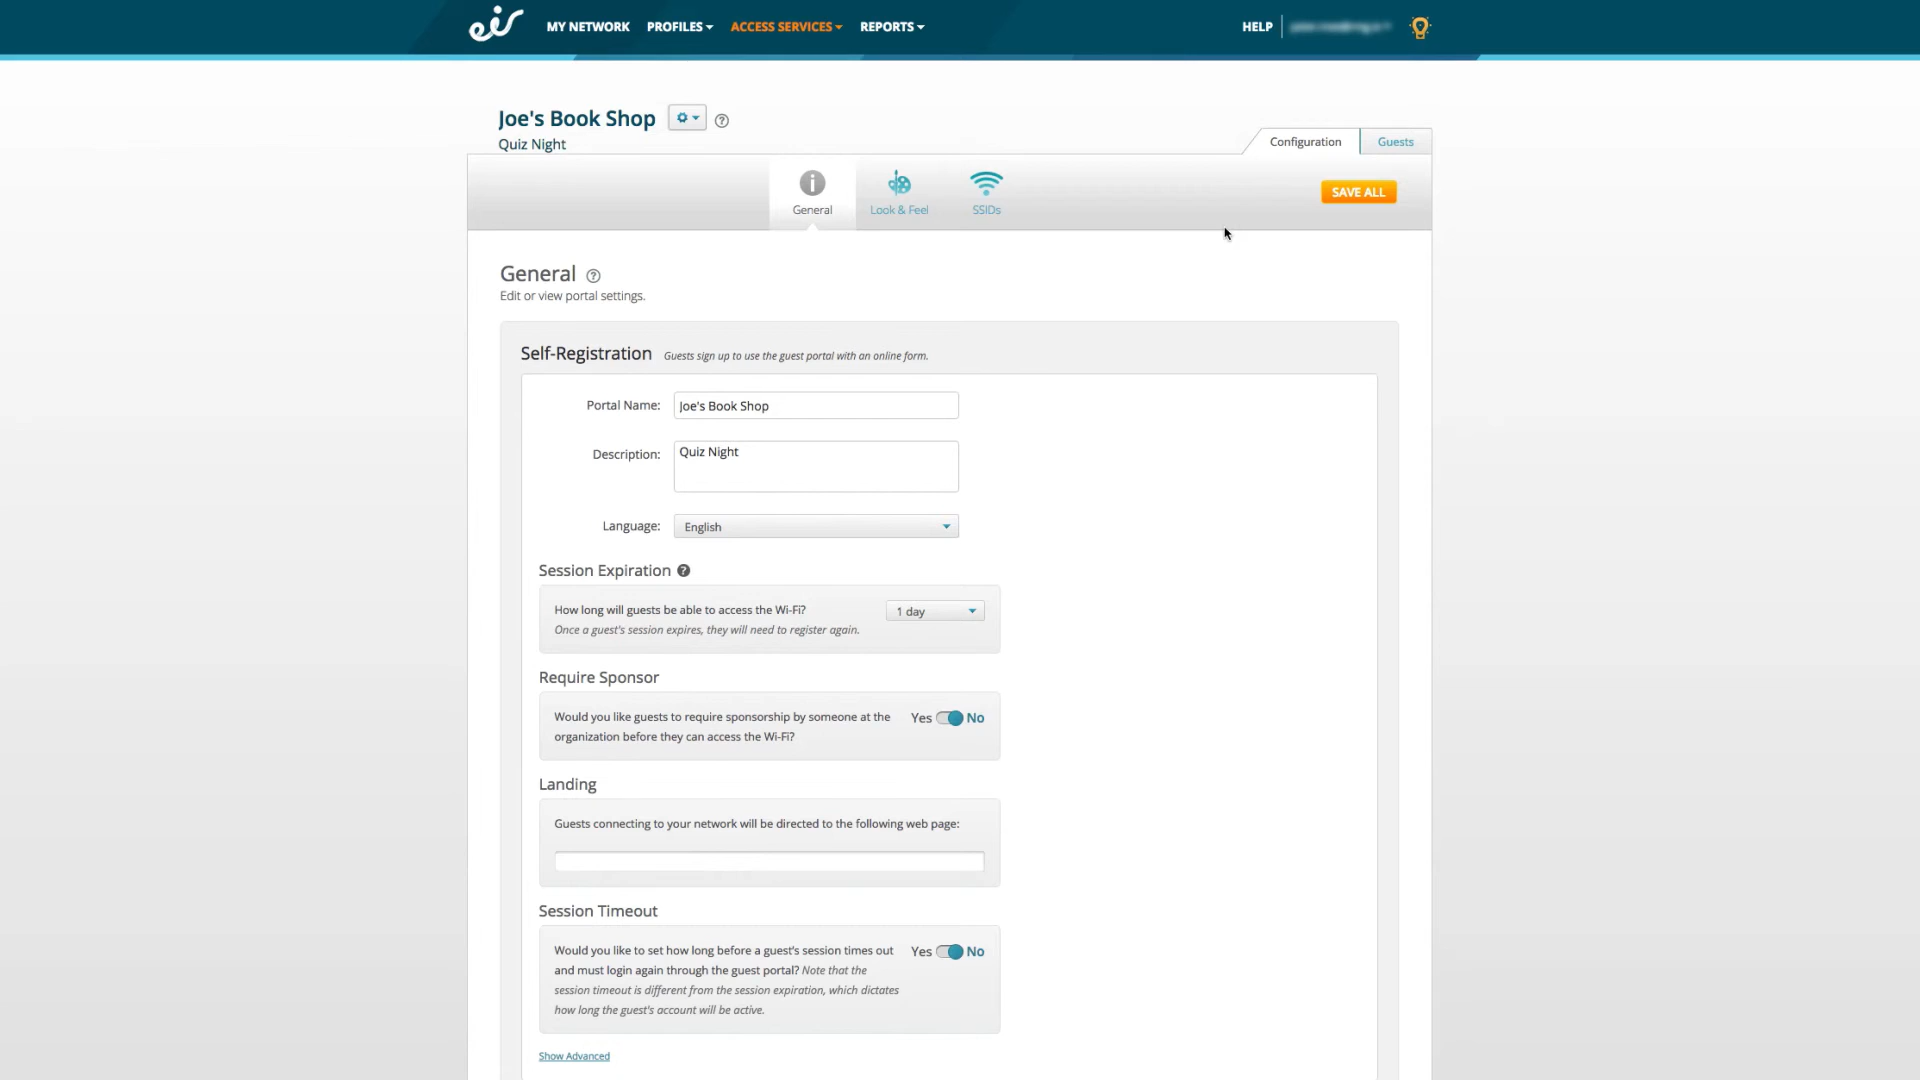 eir MY NETWORK PROFILES ACCESS SERVICES REPORTS HELP
Joe's Book Shop
Quiz Night
Configuration Guests
General Look & Feel SSIDs SAVE ALL
General
Edit or view portal settings.
Self-Registration Guests sign up to use the guest portal with an online form.
Portal Name: Joe's Book Shop
Description: Quiz Night
Language: English
Session Expiration
How long will guests be able to access the Wi-Fi? 1 day
Once a guest's session expires, they will need to register again.
Require Sponsor
Would you like guests to require sponsorship by someone at the Yes No
organization before they can access the Wi-Fi?
Landing
Guests connecting to your network will be directed to the following web page:
Session Timeout
Would you like to set how long before a guest's session times out Yes No
and must login again through the guest portal? Note that the
session timeout is different from the session expiration, which dictates
how long the guest's account will be active.
Show Advanced